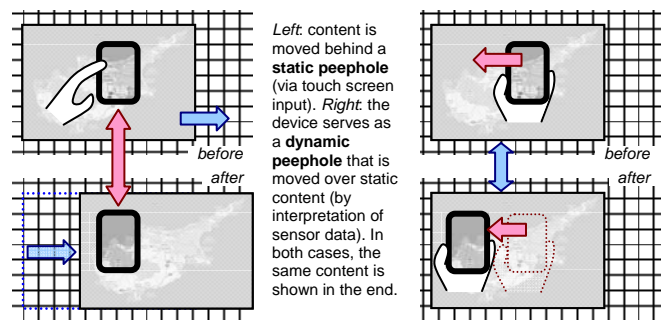 Left: content is
moved behind a
static peephole
(via touch screen
input). Right: the
device serves as
a dynamic
peephole that is
moved over static
content (by
interpretation of
sensor data). In
both cases, the
same content is
shown in the end.
before
after
before
after